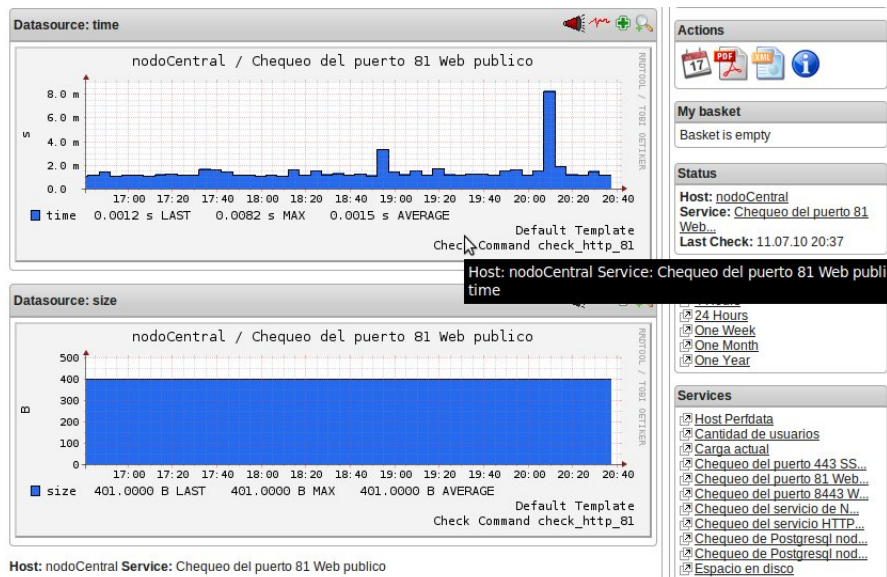 Datasource: time
nodoCentral / Chequeo del puerto 81 Web publico
RRDTOOL / TOBI OETIKER
s
8.0 m
6.0 m
4.0 m
2.0 m
0.0
17:00 17:20 17:40 18:00 18:20 18:40 19:00 19:20 19:40 20:00 20:20 20:40
time 0.0012 s LAST 0.0082 s MAX 0.0015 s AVERAGE
Default Template
Check Command check_http_81
Host: nodoCentral Service: Chequeo del puerto 81 Web publi
time
Datasource: size
nodoCentral / Chequeo del puerto 81 Web publico
RRDTOOL / TOBI OETIKER
B
500
400
300
200
100
0
17:00 17:20 17:40 18:00 18:20 18:40 19:00 19:20 19:40 20:00 20:20 20:40
size 401.0000 B LAST 401.0000 B MAX 401.0000 B AVERAGE
Default Template
Check Command check_http_81
Host: nodoCentral Service: Chequeo del puerto 81 Web publico
Actions
17
PDF
XML
My basket
Basket is empty
Status
Host: nodoCentral
Service: Chequeo del puerto 81
Web...
Last Check: 11.07.10 20:37
24 Hours
One Week
One Month
One Year
Services
Host Perfdata
Cantidad de usuarios
Carga actual
Chequeo del puerto 443 SS...
Chequeo del puerto 81 Web...
Chequeo del puerto 8443 W...
Chequeo del servicio de N...
Chequeo del servicio HTTP...
Chequeo de Postgresql nod...
Chequeo de Postgresql nod...
Espacio en disco